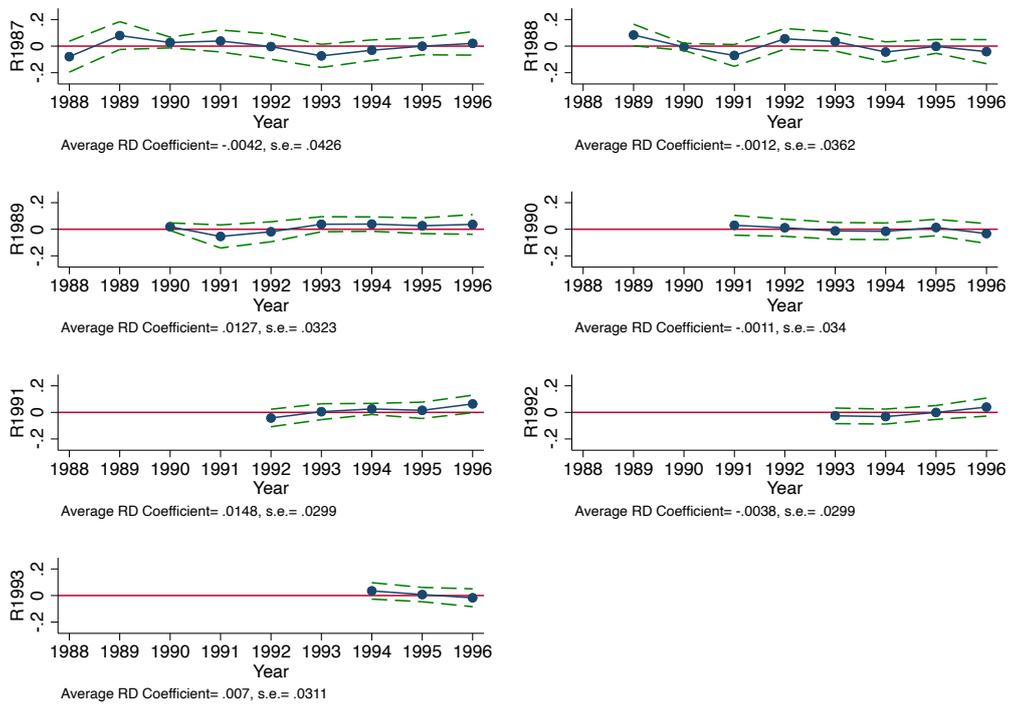 R1987
.2
0
-.2
1988 1989 1990 1991 1992 1993 1994 1995 1996
Year
Average RD Coefficient= -.0042, s.e.= .0426
R1988
.2
0
-.2
1988 1989 1990 1991 1992 1993 1994 1995 1996
Year
Average RD Coefficient= -.0012, s.e.= .0362
R1989
.2
0
-.2
1988 1989 1990 1991 1992 1993 1994 1995 1996
Year
Average RD Coefficient= .0127, s.e.= .0323
R1990
.2
0
-.2
1988 1989 1990 1991 1992 1993 1994 1995 1996
Year
Average RD Coefficient= -.0011, s.e.= .034
R1991
.2
0
-.2
1988 1989 1990 1991 1992 1993 1994 1995 1996
Year
Average RD Coefficient= .0148, s.e.= .0299
R1992
.2
0
-.2
1988 1989 1990 1991 1992 1993 1994 1995 1996
Year
Average RD Coefficient= -.0038, s.e.= .0299
R1993
.2
0
-.2
1988 1989 1990 1991 1992 1993 1994 1995 1996
Year
Average RD Coefficient= .007, s.e.= .0311